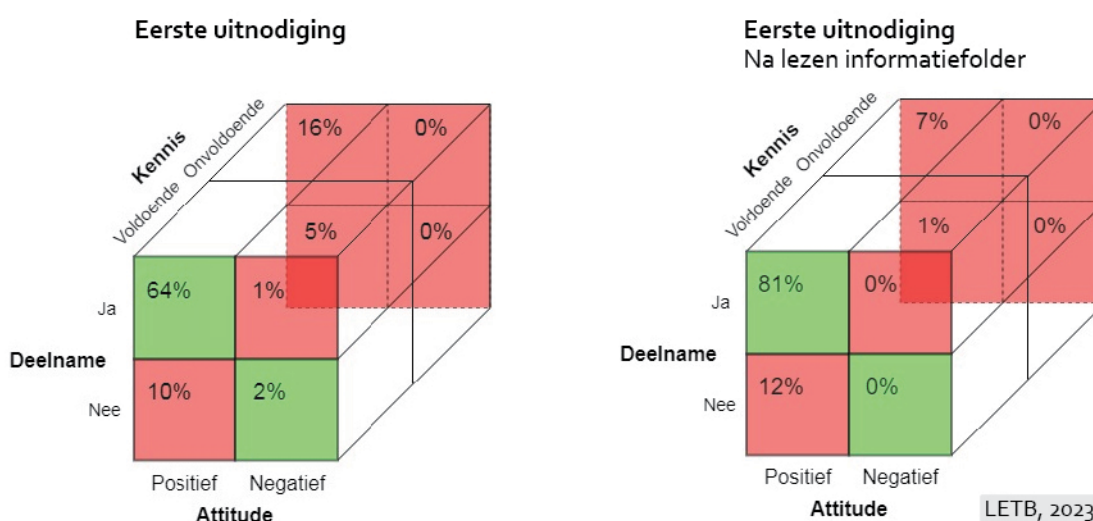 Eerste uitnodiging
Kennis
Voldoende Onvoldoende
16% 0%
5% 0%
64% 1%
10% 2%
Ja
Deelname
Nee
Positief Negatief
Attitude
Eerste uitnodiging
Na lezen informatiefolder
Kennis
Voldoende Onvoldoende
7% 0%
1% 0%
81% 0%
12% 0%
Ja
Deelname
Nee
Positief Negatief
Attitude
LETB, 2023